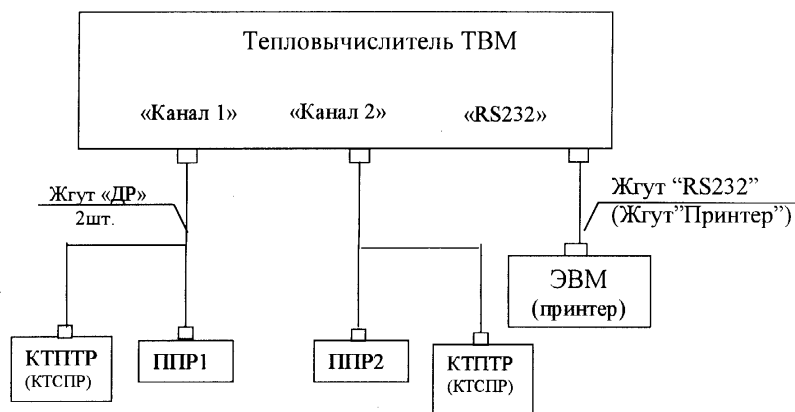 Тепловычислитель ТВМ
«Канал 1» «Канал 2» «RS232»
Жгут «ДР»
2шт.
Жгут “RS232”
(Жгут”Принтер”)
ЭВМ
(принтер)
КТПТР
(КТСПР)
ППР1
ППР2
КТПТР
(КТСПР)